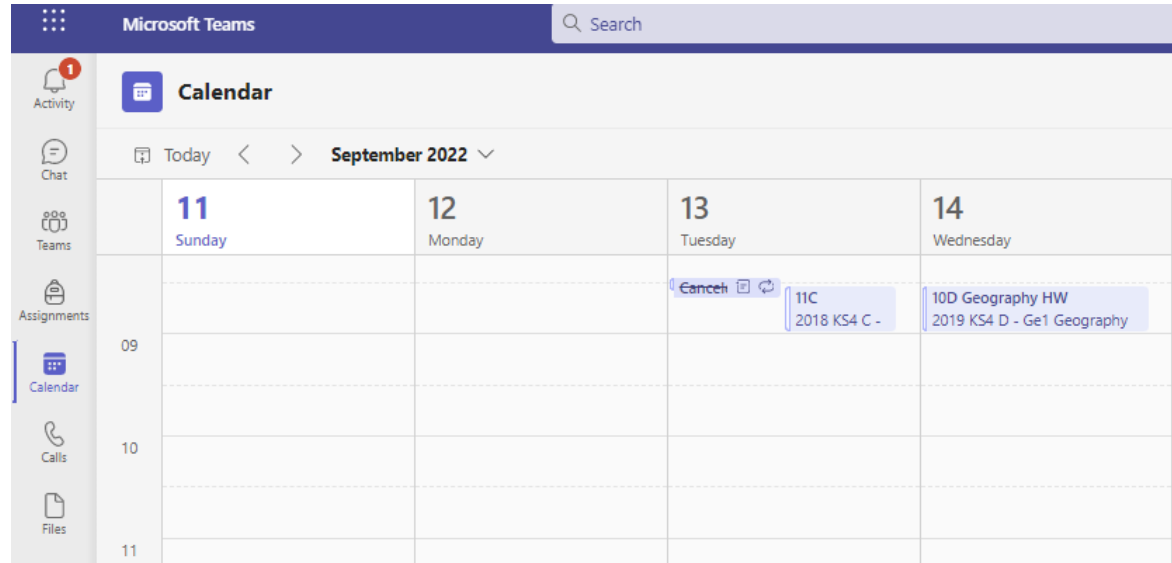 Microsoft Teams
Search
1
Activity
Chat
Teams
Assignments
Calendar
Calls
Files
Calendar
Today
September 2022
11
Sunday
12
Monday
13
Tuesday
14
Wednesday
Cancel
11C
2018 KS4 C -
10D Geography HW
2019 KS4 D - Ge1 Geography
09
10
11